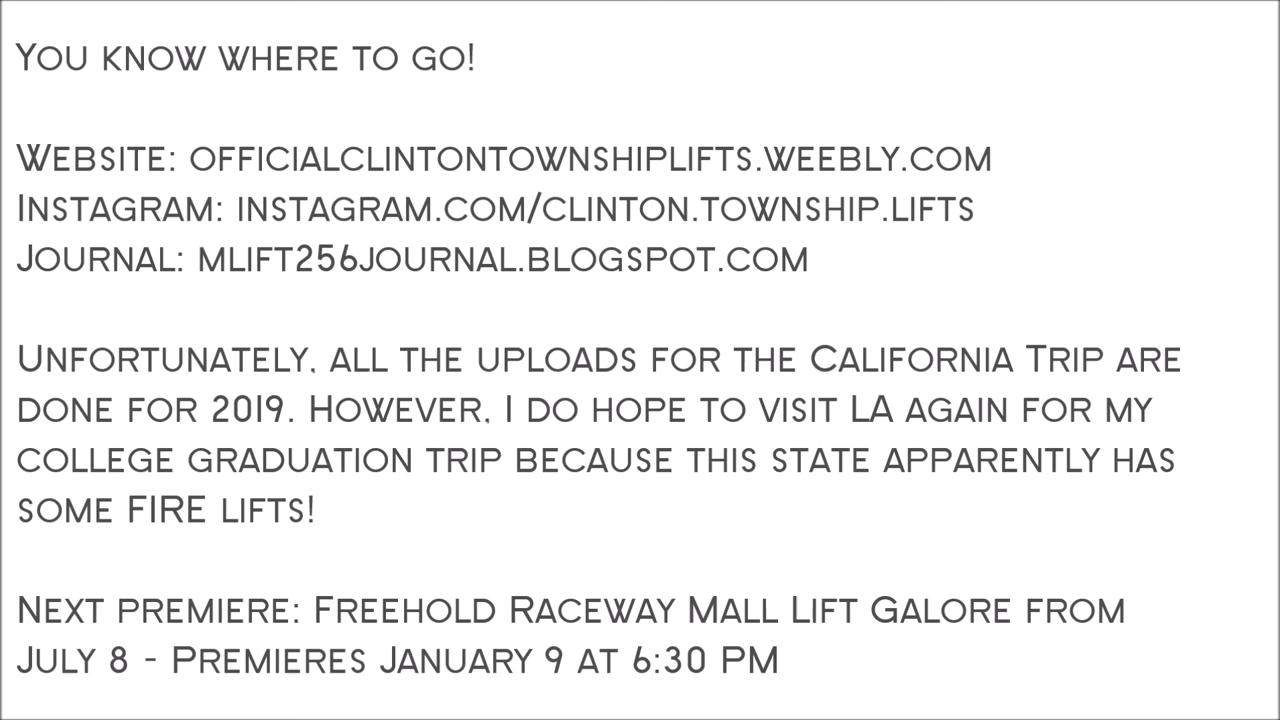 You know where to go!
Website: officialclintontownshiplifts.weebly.com
Instagram: instagram.com/clinton.township.lifts
Journal: mlift256journal.blogspot.com
Unfortunately, all the uploads for the California Trip are
done for 2019. However, I do hope to visit LA again for my
college graduation trip because this state apparently has
some FIRE lifts!
Next premiere: Freehold Raceway Mall Lift Galore from
July 8 - Premieres January 9 at 6:30 PM